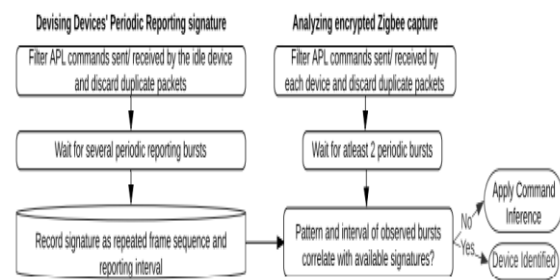 Devising Devices' Periodic Reporting signature
Filter APL commands sent/ received by the idle device
and discard duplicate packets
Wait for several periodic reporting bursts
Record signature as repeated frame sequence and
reporting interval
Analyzing encrypted Zigbee capture
Filter APL commands sent/ received by
each device and discard duplicate packets
Wait for atleast 2 periodic bursts
Pattern and interval of observed bursts
correlate with available signatures?
No
Yes
Apply Command
Inference
Device Identified